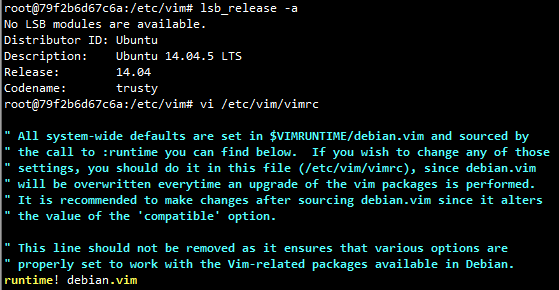 root@79f2b6d67c6a:/etc/vim# lsb_release -a
No LSB modules are available.
Distributor ID: Ubuntu
Description:    Ubuntu 14.04.5 LTS
Release:        14.04
Codename:       trusty
root@79f2b6d67c6a:/etc/vim# vi /etc/vim/vimrc
" All system-wide defaults are set in $VIMRUNTIME/debian.vim and sourced by
" the call to :runtime you can find below.  If you wish to change any of those
" settings, you should do it in this file (/etc/vim/vimrc), since debian.vim
" will be overwritten everytime an upgrade of the vim packages is performed.
" It is recommended to make changes after sourcing debian.vim since it alters
" the value of the 'compatible' option.
" This line should not be removed as it ensures that various options are
" properly set to work with the Vim-related packages available in Debian.
runtime! debian.vim